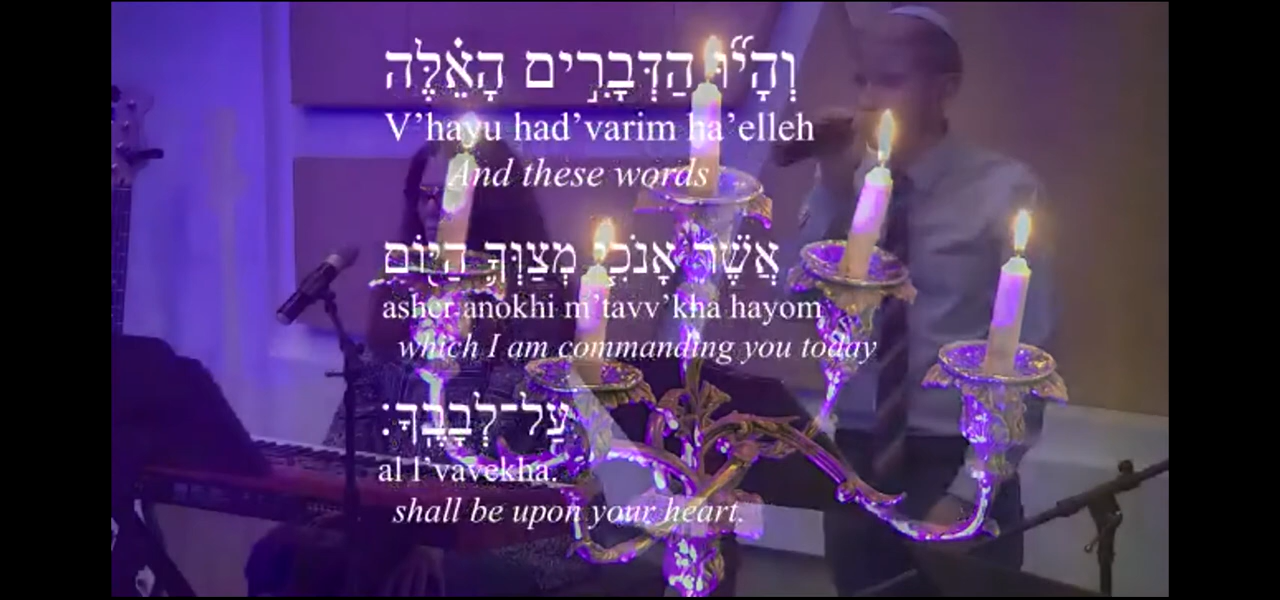 וְהָי֞וּ הַדְּבָרִ֣ים הָאֵ֗לֶּה
V’hayu had’varim ha’elleh
And these words
אֲשֶׁ֨ר אָנֹכִ֧י מְצַוְּךָ֛ הַיּ֖וֹם
asher anokhi m’tavv’kha hayom
which I am commanding you today
עַל־לְבָבֶֽךָ׃
al l’vavekha.
shall be upon your heart.